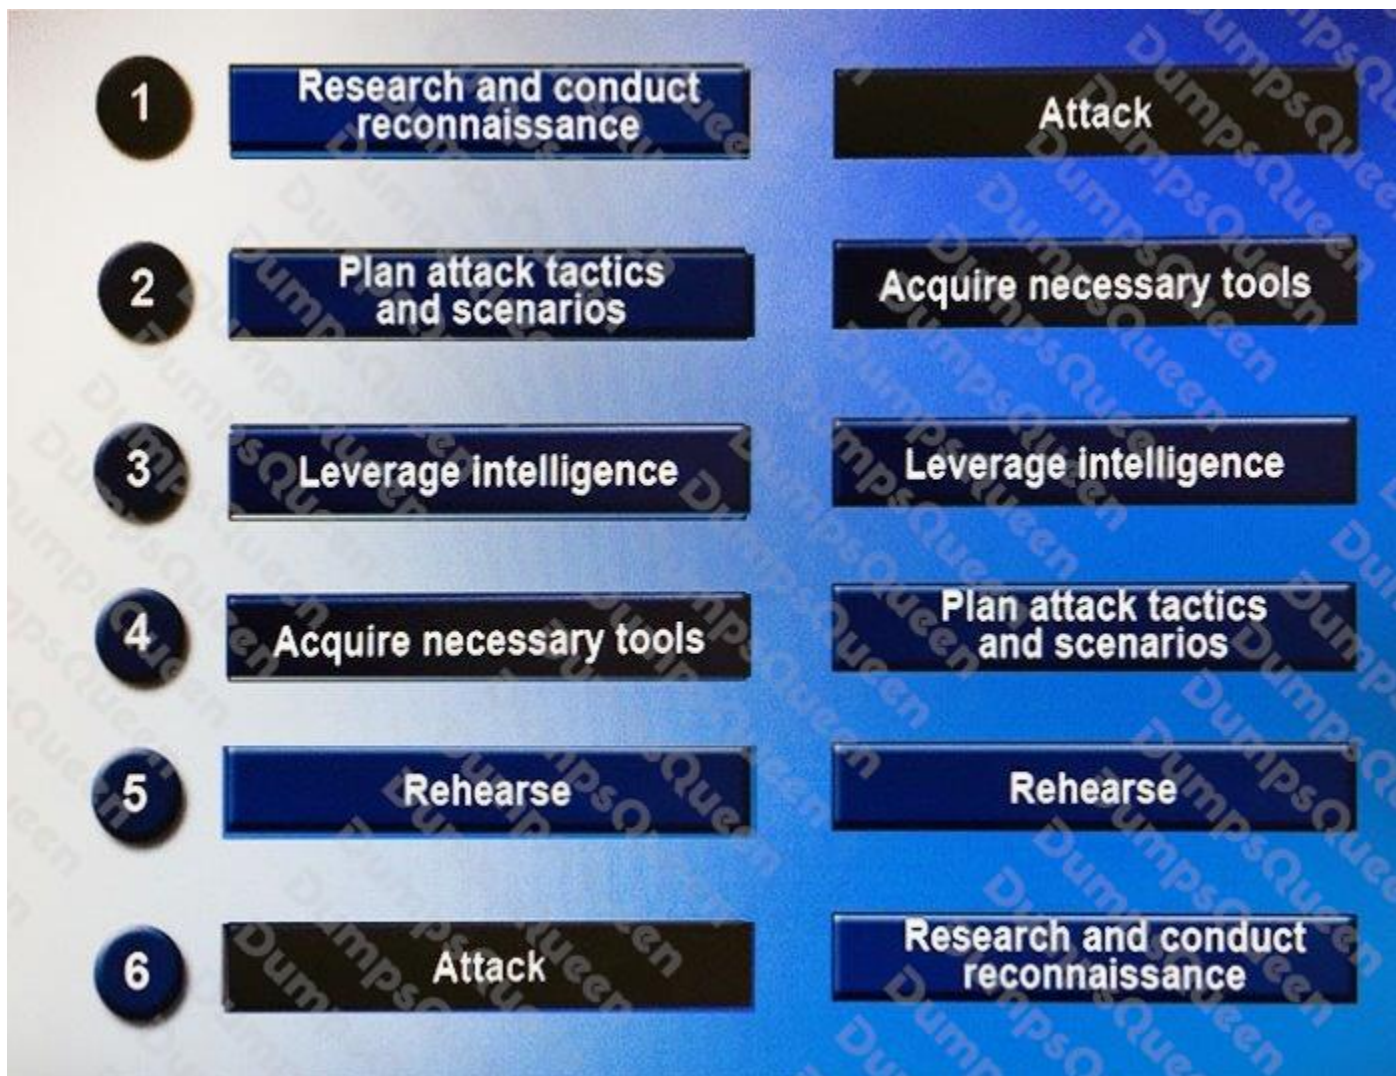 1
Research and conduct
reconnaissance
Attack
2
Plan attack tactics
and scenarios
Acquire necessary tools
3
Leverage intelligence
Leverage intelligence
4
Acquire necessary tools
Plan attack tactics
and scenarios
5
Rehearse
Rehearse
6
Attack
Research and conduct
reconnaissance
DumpsQueen